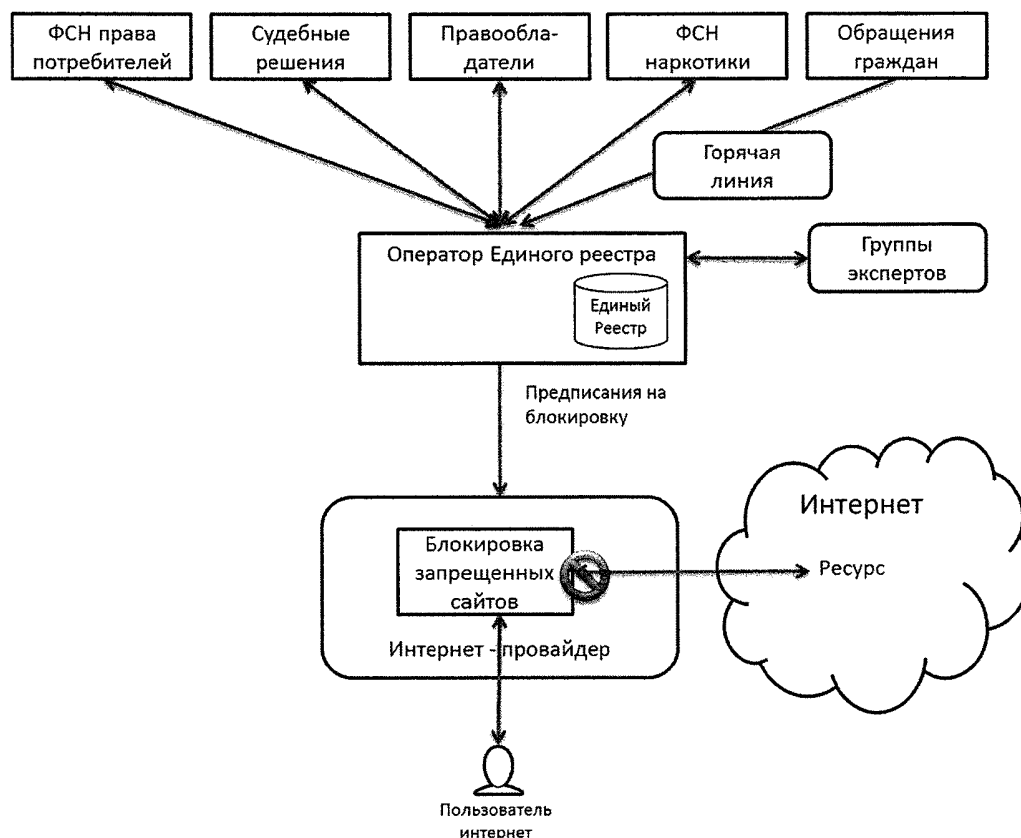 ФСН права
потребителей
Судебные
решения
Правообла-
датели
ФСН
наркотики
Обращения
граждан
Горячая
линия
Оператор Единого реестра
Единый
Реестр
Группы
экспертов
Предписания на
блокировку
Интернет
Блокировка
запрещенных
сайтов
Ресурс
Интернет - провайдер
Пользователь
интернет